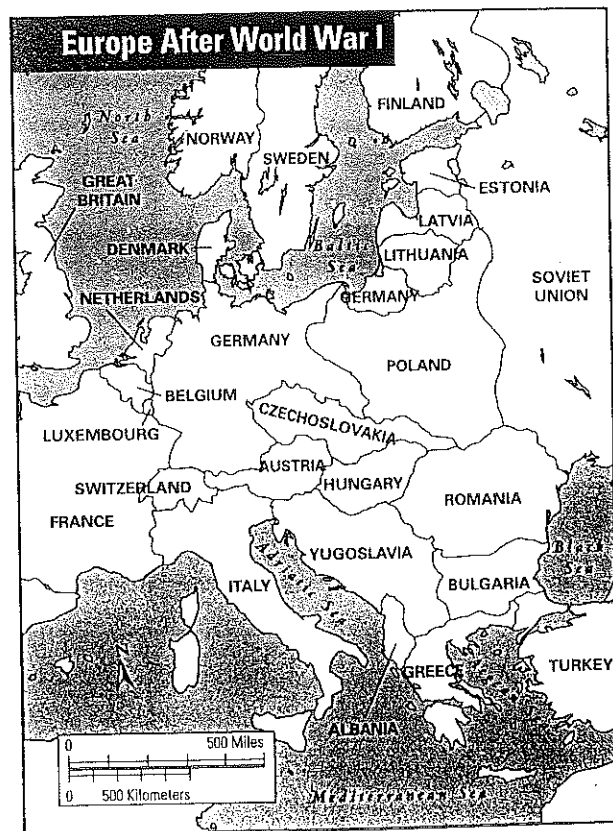 Europe After World War I
North
Sea
NORWAY
SWEDEN
FINLAND
GREAT
BRITAIN
ESTONIA
LATVIA
DENMARK
Baltic
Sea
LITHUANIA
GERMANY
SOVIET
UNION
NETHERLANDS
GERMANY
POLAND
BELGIUM
CZECHOSLOVAKIA
LUXEMBOURG
AUSTRIA
SWITZERLAND
HUNGARY
ROMANIA
FRANCE
YUGOSLAVIA
Black
Sea
ITALY
Adriatic Sea
BULGARIA
N
GREECE
TURKEY
ALBANIA
0 500 Miles
0 500 Kilometers
Mediterranean Sea